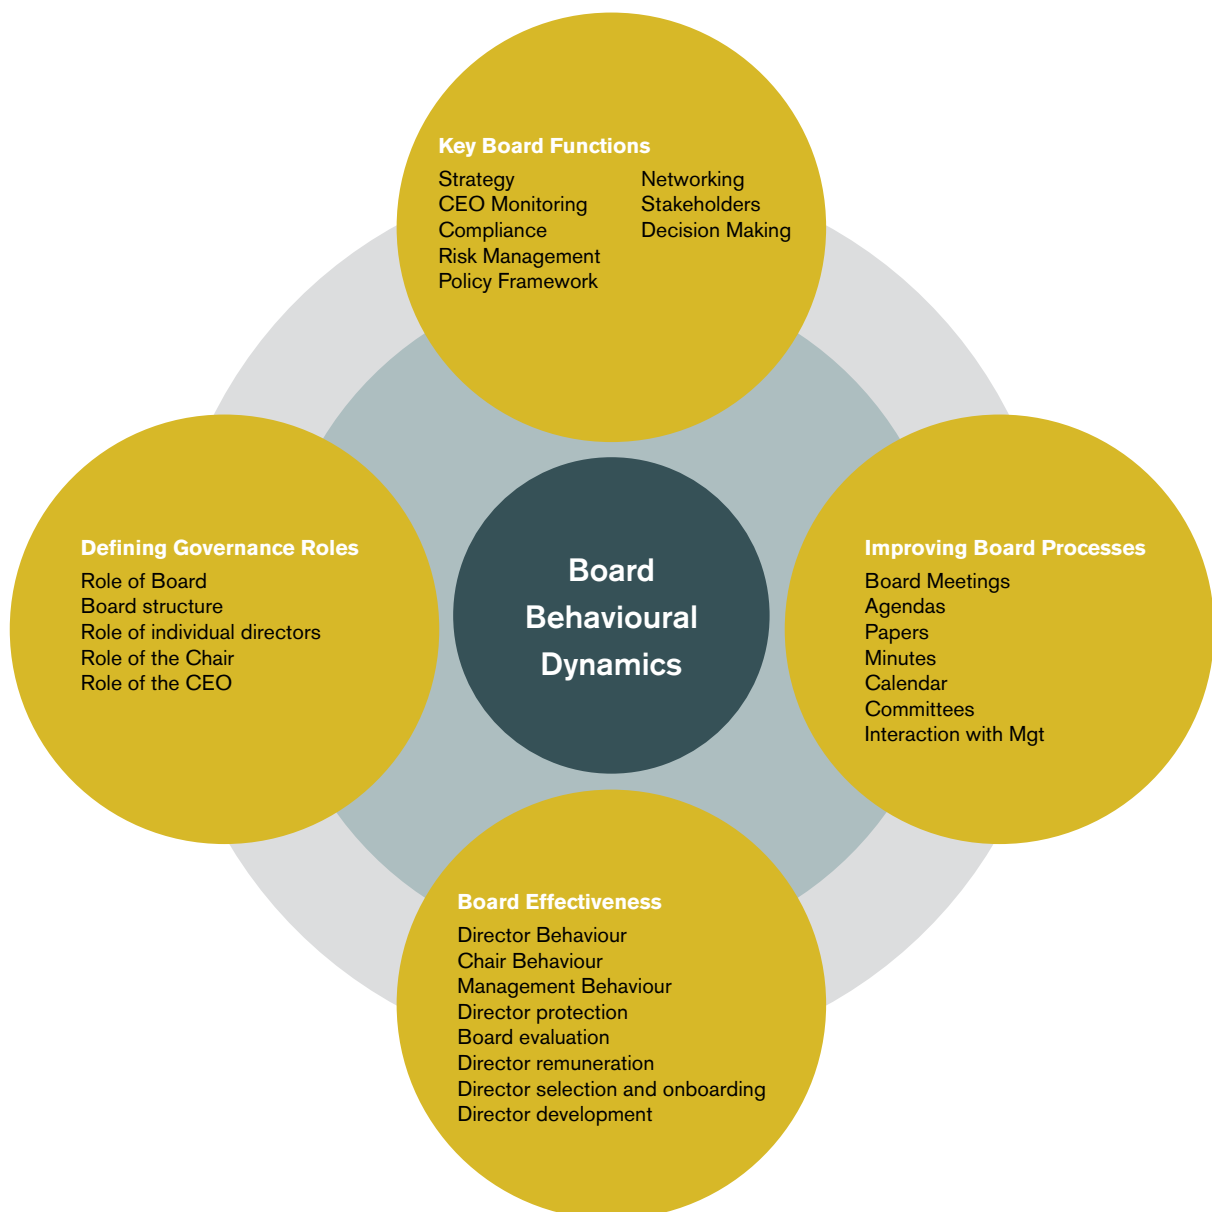 Key Board Functions
Strategy
CEO Monitoring
Compliance
Risk Management
Policy Framework
Networking
Stakeholders
Decision Making
Defining Governance Roles
Role of Board
Board structure
Role of individual directors
Role of the Chair
Role of the CEO
Board
Behavioural
Dynamics
Improving Board Processes
Board Meetings
Agendas
Papers
Minutes
Calendar
Committees
Interaction with Mgt
Board Effectiveness
Director Behaviour
Chair Behaviour
Management Behaviour
Director protection
Board evaluation
Director remuneration
Director selection and onboarding
Director development